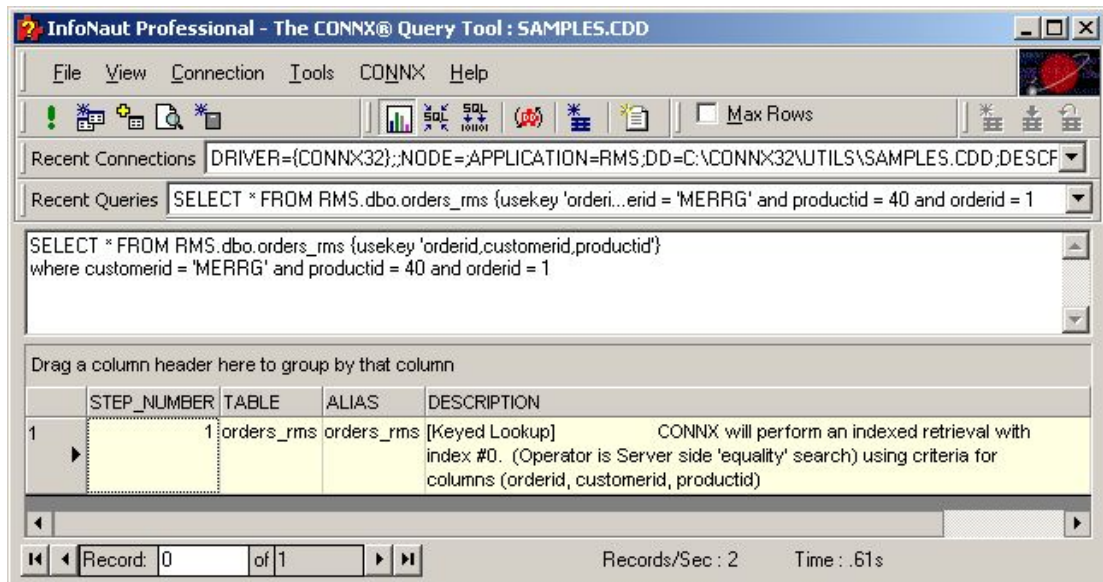 InfoNaut Professional - The CONNX® Query Tool : SAMPLES.CDD
File View Connection Tools CONNX Help
Max Rows
Recent Connections DRIVER={CONNX32};;NODE=;APPLICATION=RMS;DD=C:\CONNX32\UTILS\SAMPLES.CDD;DESCF
Recent Queries SELECT * FROM RMS.dbo.orders_rms {usekey 'orderi...erid = 'MERRG' and productid = 40 and orderid = 1
SELECT * FROM RMS.dbo.orders_rms {usekey 'orderid,customerid,productid'}
where customerid = 'MERRG' and productid = 40 and orderid = 1
Drag a column header here to group by that column
STEP_NUMBER TABLE ALIAS DESCRIPTION
1 1 orders_rms orders_rms [Keyed Lookup] CONNX will perform an indexed retrieval with
index #0. (Operator is Server side 'equality' search) using criteria for
columns (orderid, customerid, productid)
Record: 0 of 1 Records/Sec : 2 Time : .61s